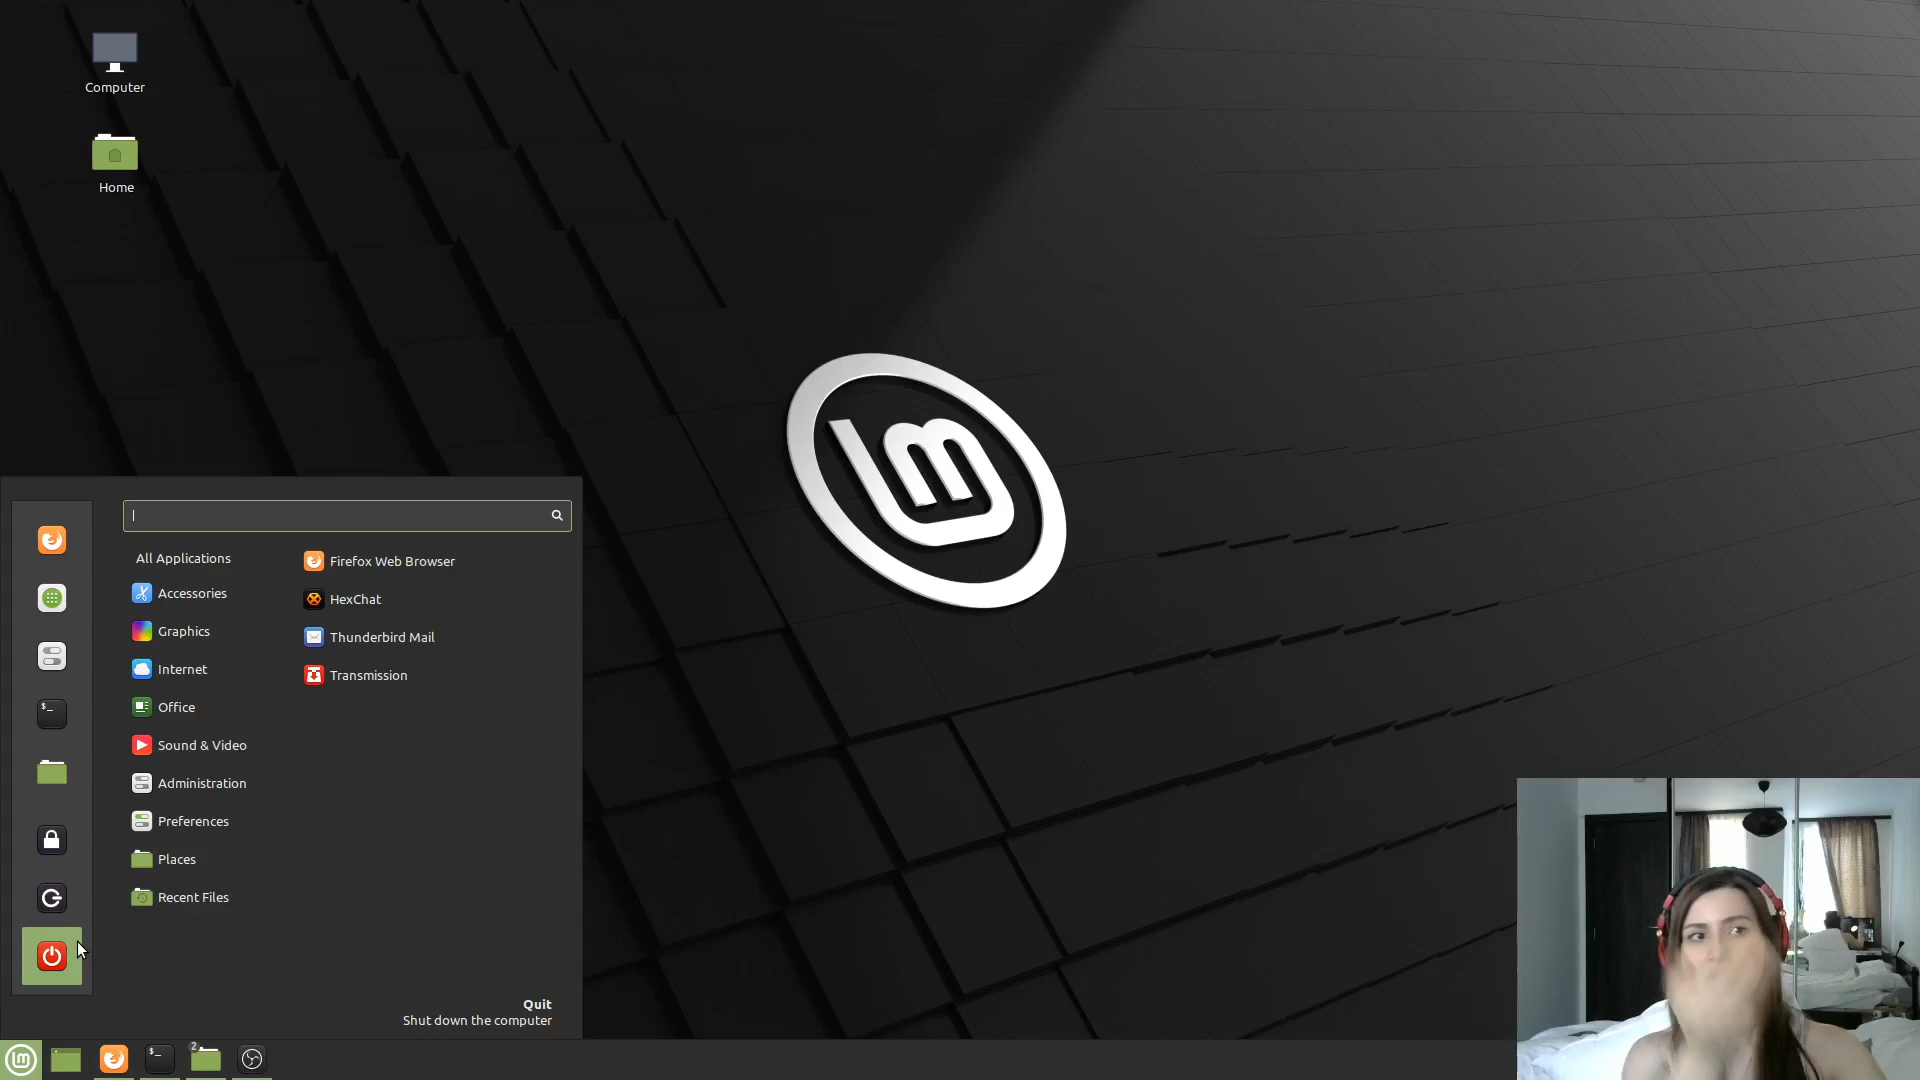 Computer
Home
All Applications
Accessories
Graphics
Internet
Office
Sound & Video
Administration
Preferences
Places
Recent Files
Firefox Web Browser
HexChat
Thunderbird Mail
Transmission
Quit
Shut down the computer
2